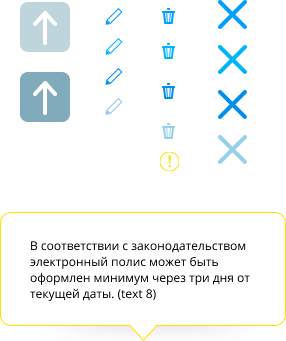 В соответствии с законодательством
электронный полис может быть
оформлен минимум через три дня от
текущей даты. (text 8)